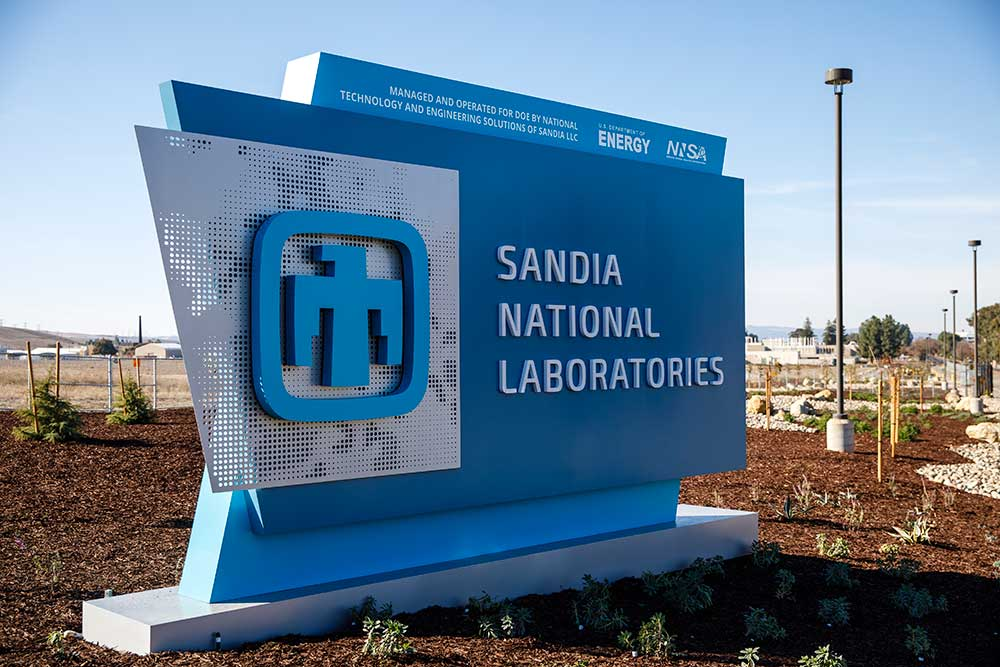 MANAGED AND OPERATED FOR DOE BY NATIONAL
TECHNOLOGY AND ENGINEERING SOLUTIONS OF SANDIA LLC
U.S. DEPARTMENT OF
ENERGY
NNSA
SANDIA
NATIONAL
LABORATORIES